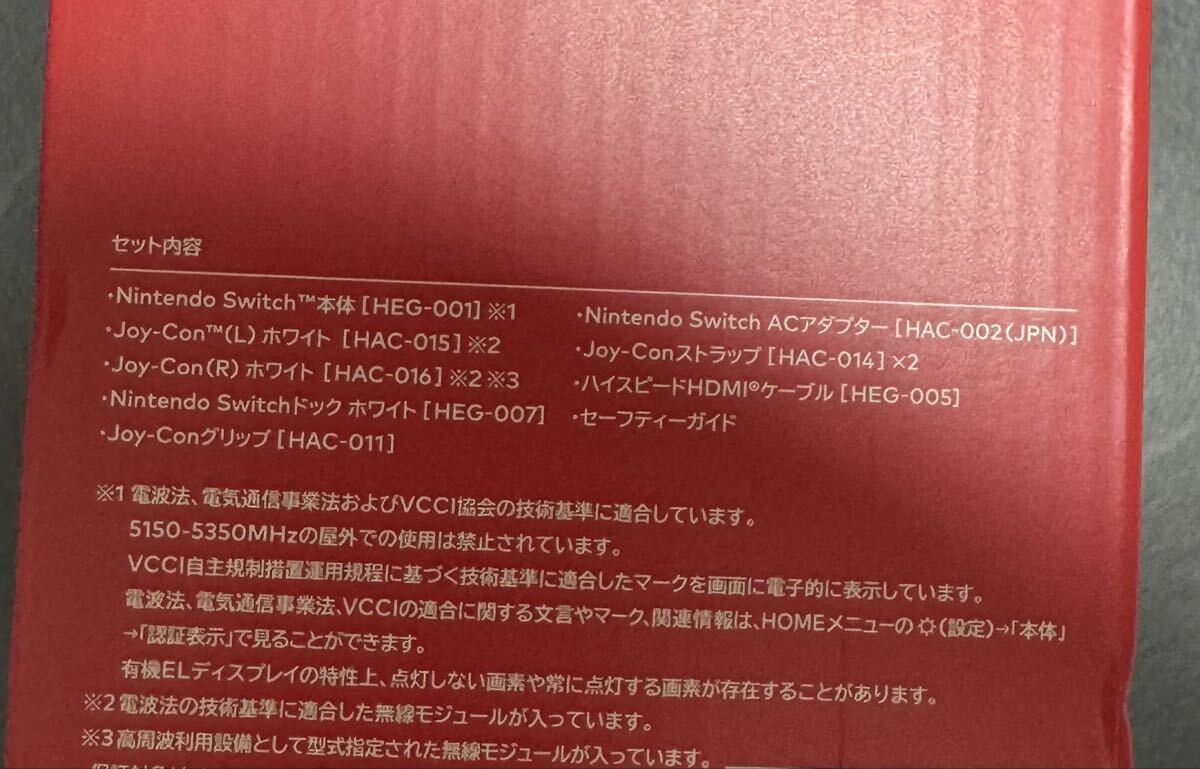 セット内容
・Nintendo Switch™本体 [HEG-001] ※1
・Joy-Con™(L) ホワイト [HAC-015] ※2
・Joy-Con(R) ホワイト [HAC-016] ※2 ※3
・Nintendo Switchドック ホワイト [HEG-007]
・Joy-Conグリップ [HAC-011]
・Nintendo Switch ACアダプター [HAC-002(JPN)]
・Joy-Conストラップ [HAC-014] ×2
・ハイスピードHDMI®ケーブル [HEG-005]
・セーフティーガイド
※1 電波法、電気通信事業法およびVCCI協会の技術基準に適合しています。
5150-5350MHzの屋外での使用は禁止されています。
VCCI自主規制措置運用規程に基づく技術基準に適合したマークを画面に電子的に表示しています。
電波法、電気通信事業法、VCCIの適合に関する文言やマーク、関連情報は、HOMEメニューの(設定)→「本体」
→「認証表示」で見ることができます。
有機ELディスプレイの特性上、点灯しない画素や常に点灯する画素が存在することがあります。
※2 電波法の技術基準に適合した無線モジュールが入っています。
※3 高周波利用設備として型式指定された無線モジュールが入っています。